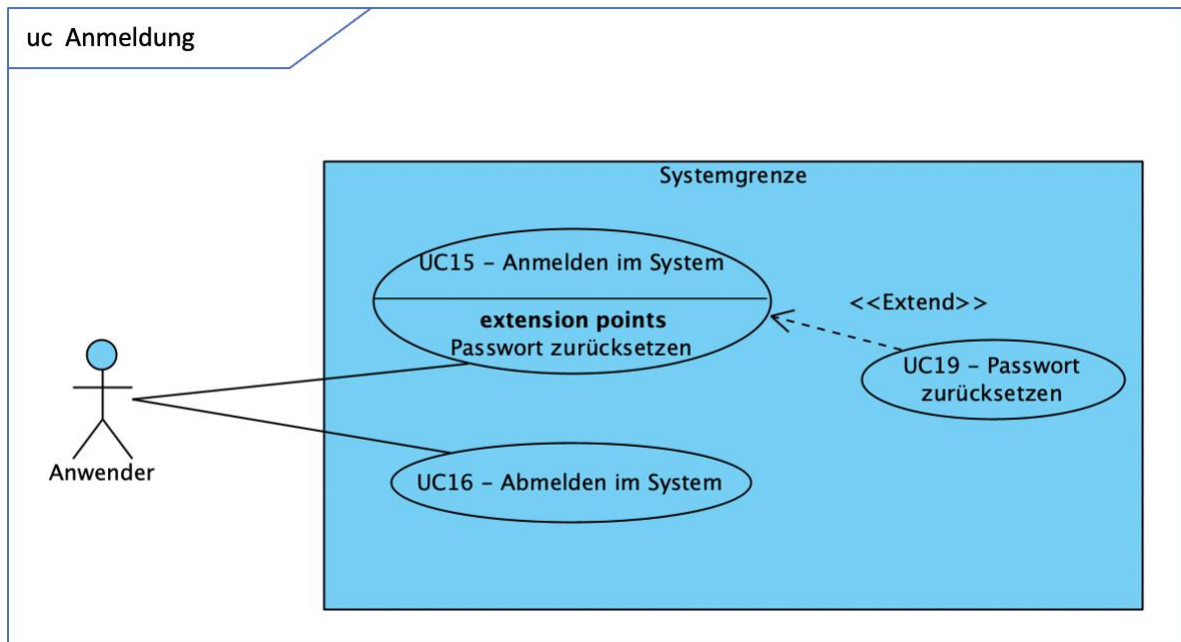 uc Anmeldung
Systemgrenze
UC15 – Anmelden im System
extension points
Passwort zurücksetzen
<<Extend>>
UC19 – Passwort
zurücksetzen
Anwender
UC16 – Abmelden im System